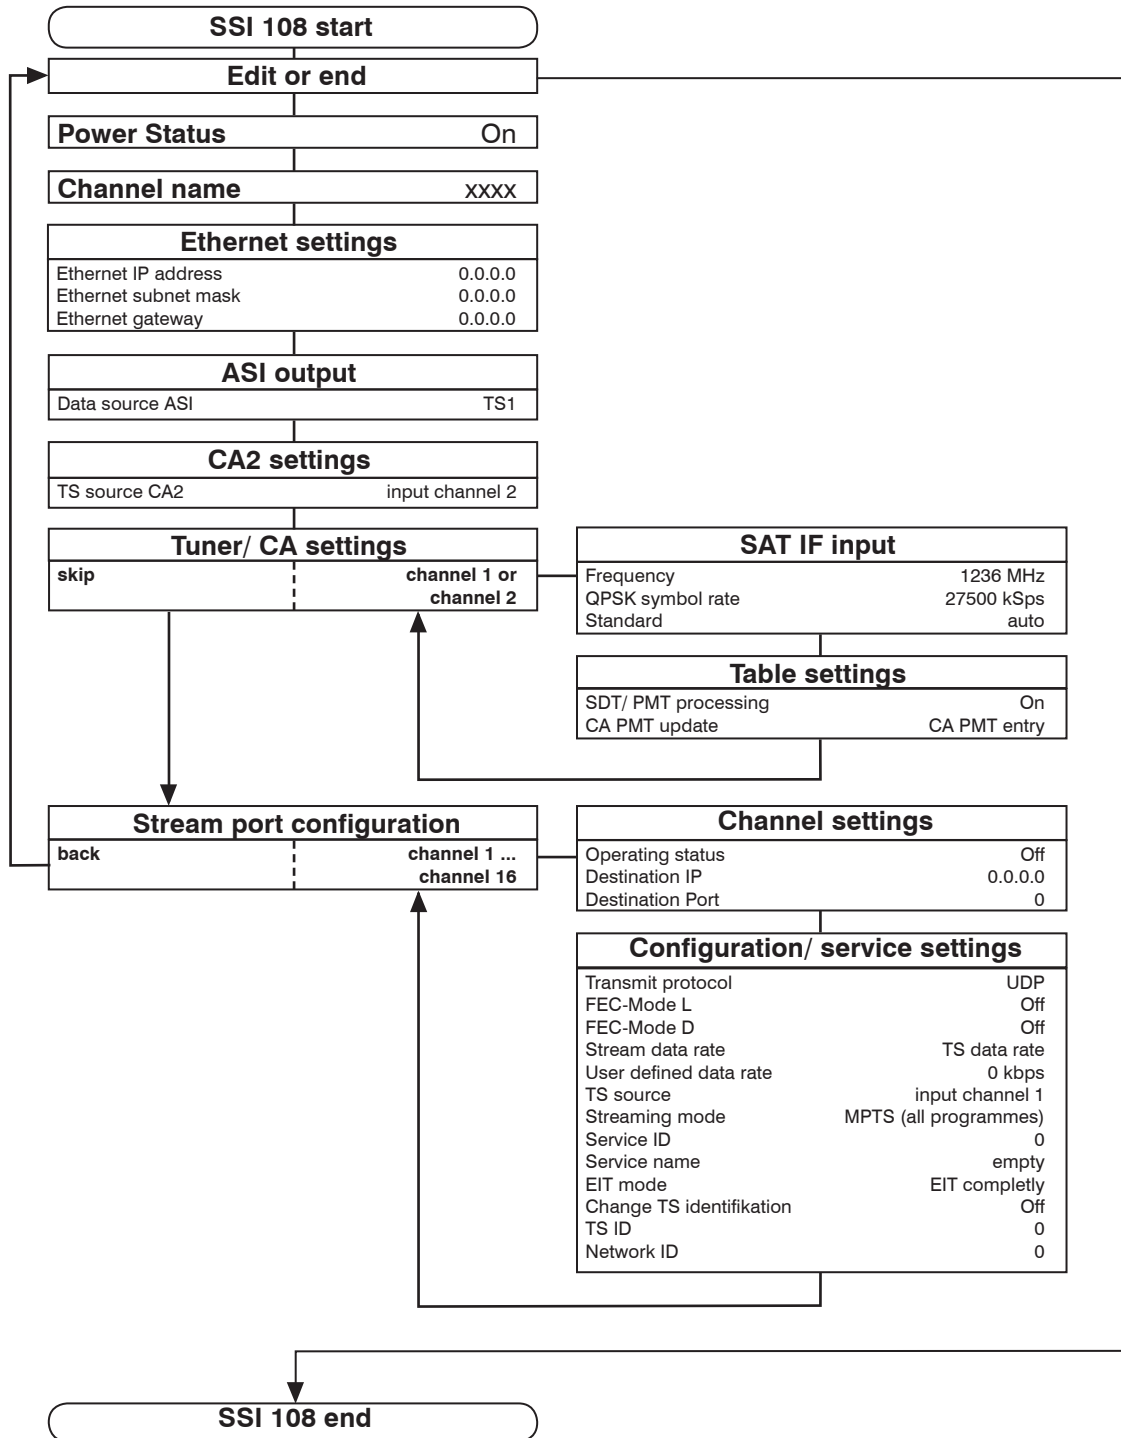 SSI 108 start
Edit or end
Power Status On
Channel name xxxx
Ethernet settings
Ethernet IP address 0.0.0.0
Ethernet subnet mask 0.0.0.0
Ethernet gateway 0.0.0.0
ASI output
Data source ASI TS1
CA2 settings
TS source CA2 input channel 2
Tuner/ CA settings
skip channel 1 or
channel 2
SAT IF input
Frequency 1236 MHz
QPSK symbol rate 27500 kSps
Standard auto
Table settings
SDT/ PMT processing On
CA PMT update CA PMT entry
Stream port configuration
back channel 1 ...
channel 16
Channel settings
Operating status Off
Destination IP 0.0.0.0
Destination Port 0
Configuration/ service settings
Transmit protocol UDP
FEC-Mode L Off
FEC-Mode D Off
Stream data rate TS data rate
User defined data rate 0 kbps
TS source input channel 1
Streaming mode MPTS (all programmes)
Service ID 0
Service name empty
EIT mode EIT completly
Change TS identifikation Off
TS ID 0
Network ID 0
SSI 108 end